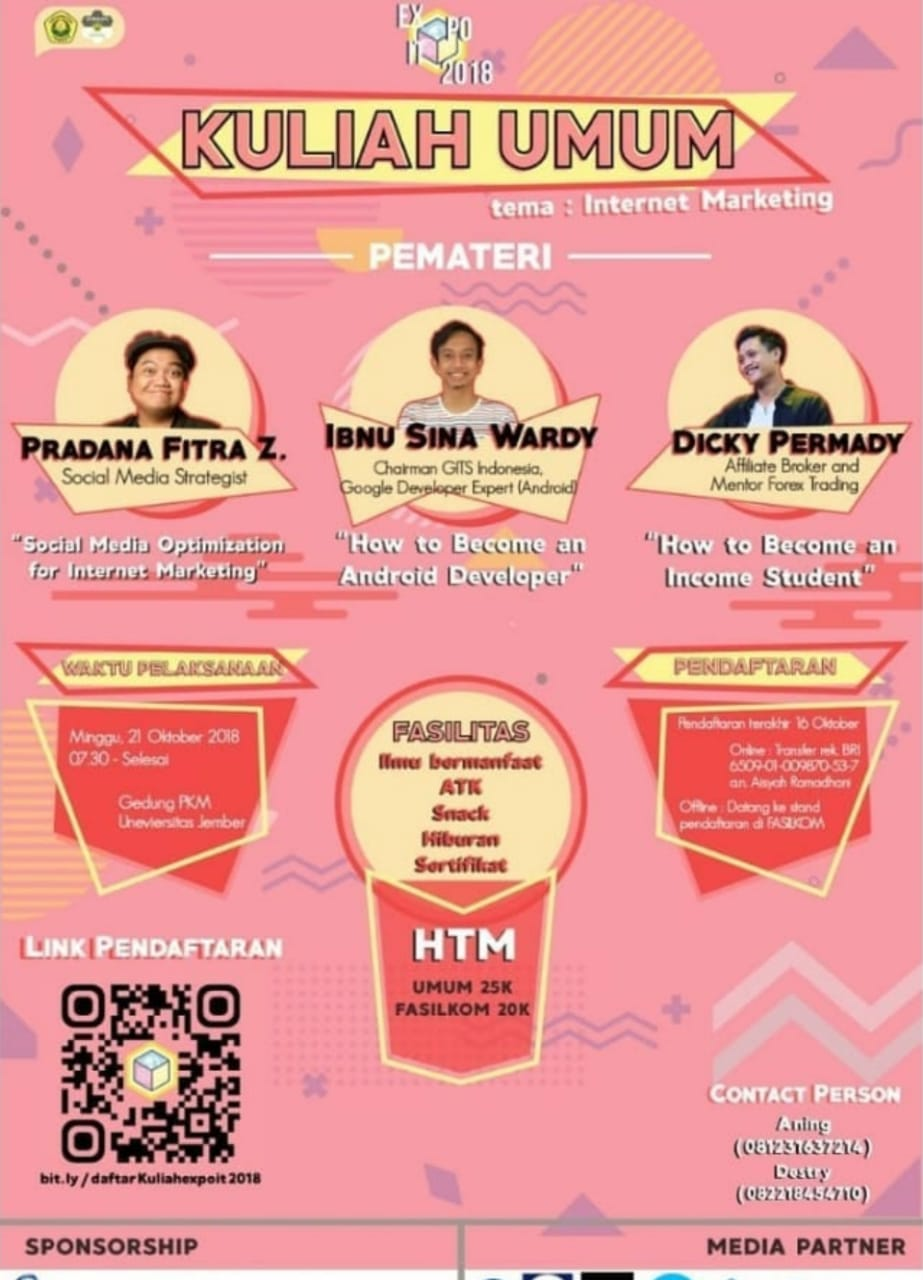 EX
PO
IT
2018
KULIAH UMUM
tema : Internet Marketing
PEMATERI
PRADANA FITRA Z.
Social Media Strategist
"Social Media Optimization
for Internet Marketing"
IBNU SINA WARDY
Chairman GITS Indonesia,
Google Developer Expert (Android)
"How to Become an
Android Developer"
DICKY PERMADY
Affiliate Broker and
Mentor Forex Trading
"How to Become an
Income Student"
WAKTU PELAKSANAAN
Minggu, 21 Oktober 2018
07.30 - Selesai
Gedung PKM
Uneviersitas Jember
FASILITAS
Ilmu bermanfaat
ATK
Snack
Hiburan
Sertifikat
HTM
UMUM 25K
FASILKOM 20K
PENDAFTARAN
Pendaftaran terakhir 16 Oktober
Online : Transfer rek. BRI
6509-01-009870-53-7
a.n. Aisyah Ramadhani
Offline : Datang ke stand
pendaftaran di FASILKOM
LINK PENDAFTARAN
bit.ly / daftarKuliahexpoit2018
CONTACT PERSON
Aning
(081231637214)
Destry
(082218454710)
SPONSORSHIP
MEDIA PARTNER